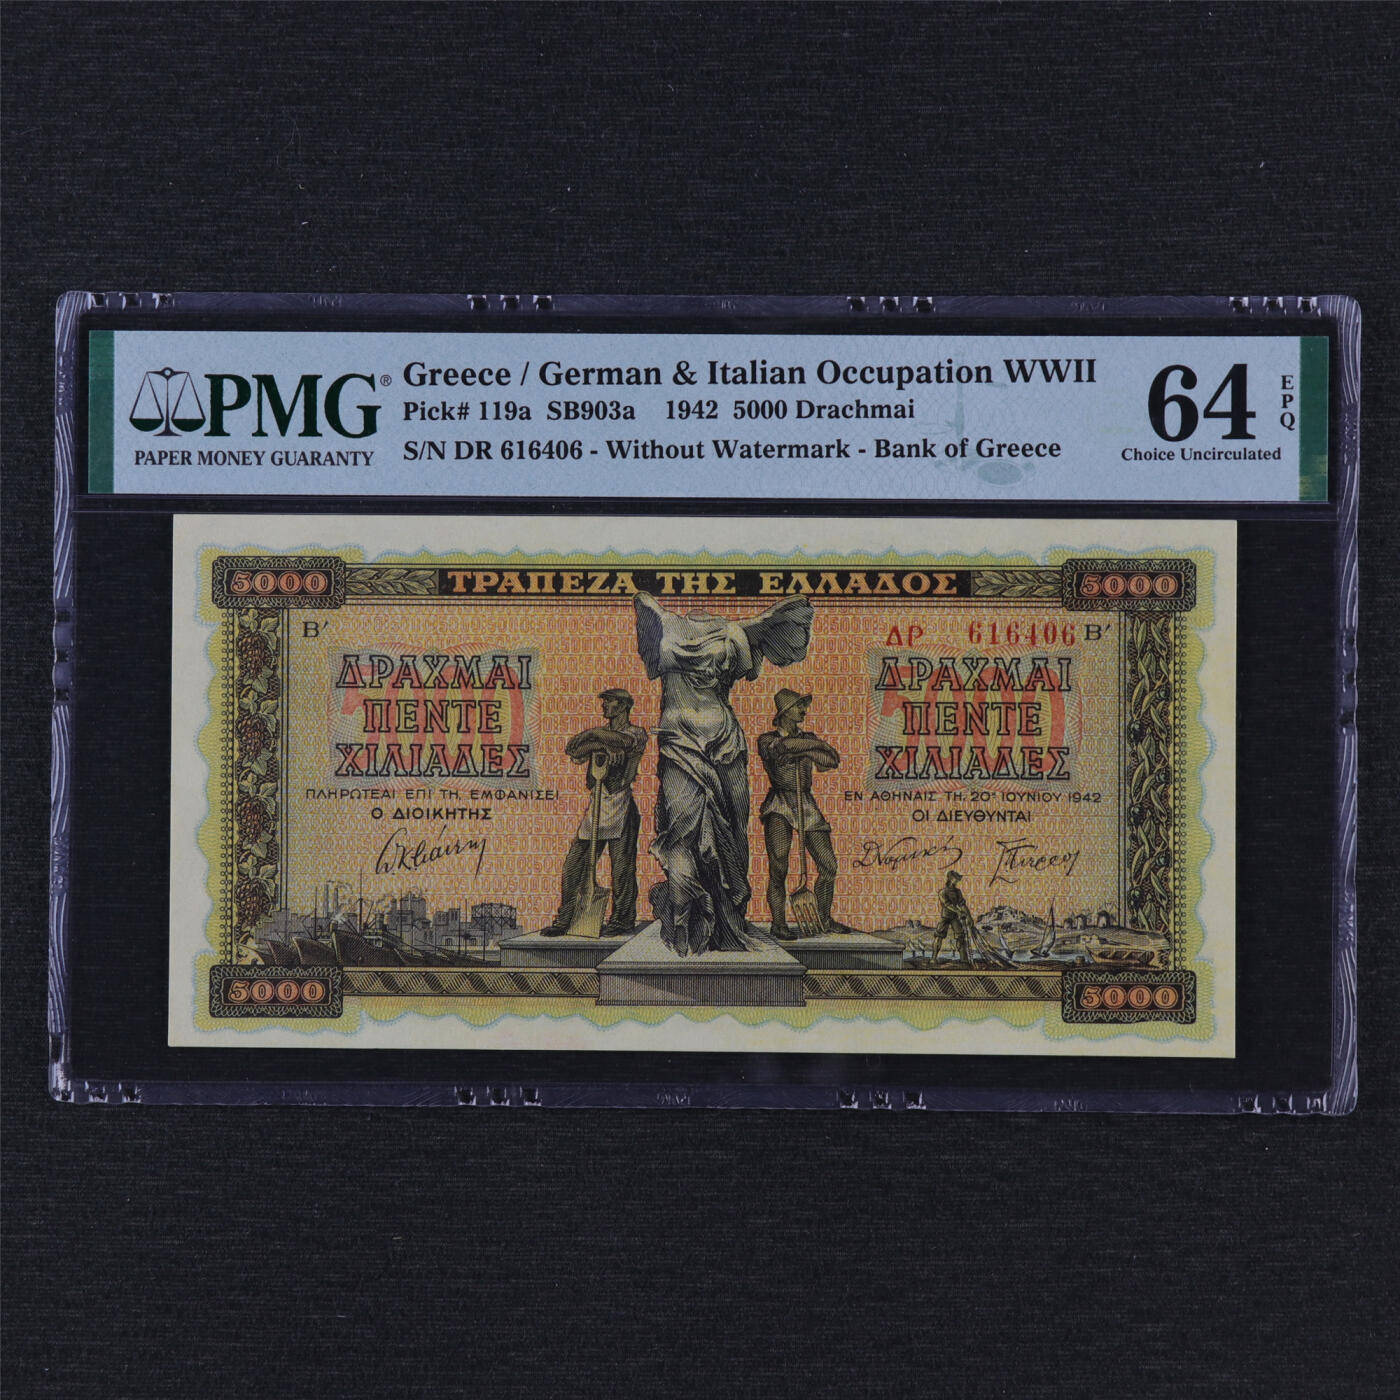 PMG®
PAPER MONEY GUARANTY
Greece / German & Italian Occupation WWII
Pick# 119a SB903a 1942 5000 Drachmai
S/N DR 616406 - Without Watermark - Bank of Greece
64
EPQ
Choice Uncirculated
5000 ΤΡΑΠΕΖΑ ΤΗΣ ΕΛΛΑΔΟΣ 5000
Β′ ΔΡ 616406 Β′
ΔΡΑΧΜΑΙ
ΠΕΝΤΕ
ΧΙΛΙΑΔΕΣ
ΠΛΗΡΩΤΕΑΙ ΕΠΙ ΤΗ ΕΜΦΑΝΙΣΕΙ
Ο ΔΙΟΙΚΗΤΗΣ
ΔΡΑΧΜΑΙ
ΠΕΝΤΕ
ΧΙΛΙΑΔΕΣ
ΕΝ ΑΘΗΝΑΙΣ ΤΗ 20ῃ ΙΟΥΝΙΟΥ 1942
ΟΙ ΔΙΕΥΘΥΝΤΑΙ
5000 5000